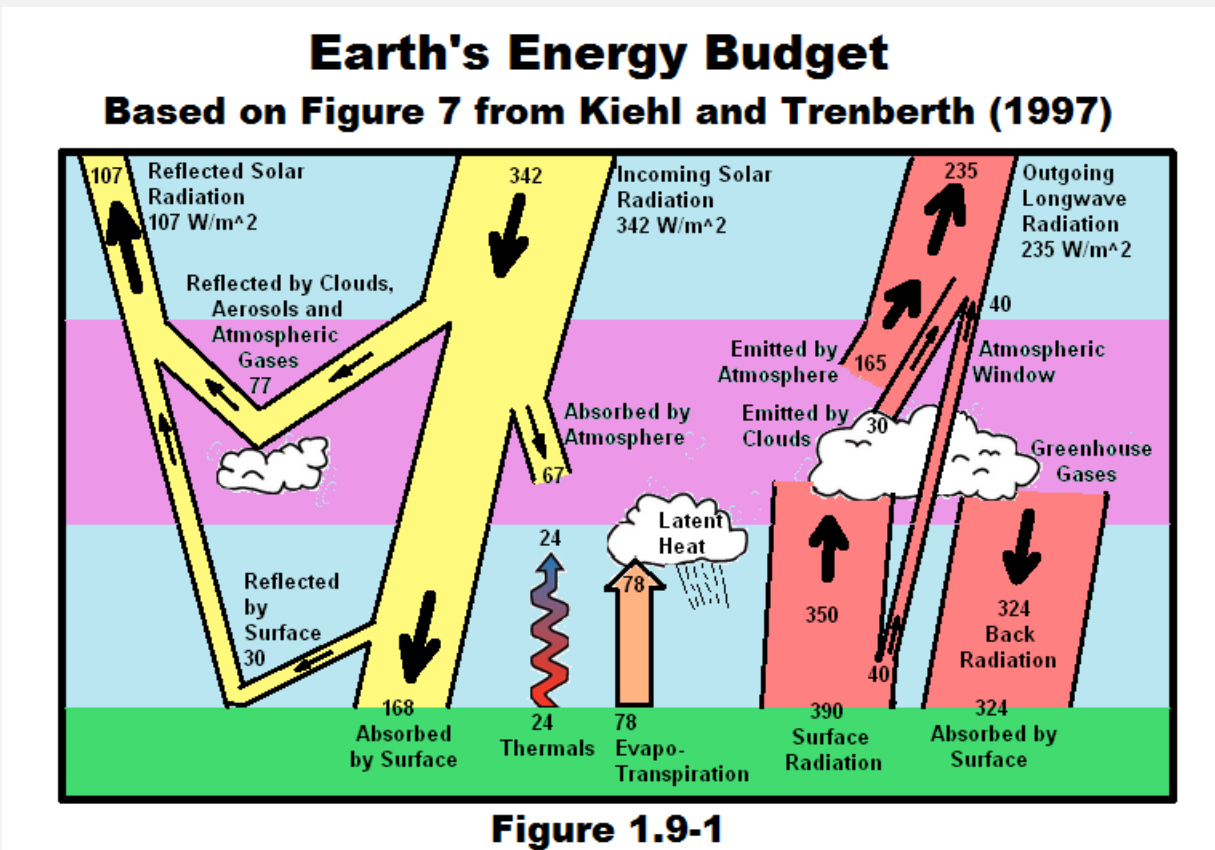 Earth's Energy Budget
Based on Figure 7 from Kiehl and Trenberth (1997)
107
Reflected Solar
Radiation
107 W/m^2
342
Incoming Solar
Radiation
342 W/m^2
235
Outgoing
Longwave
Radiation
235 W/m^2
Reflected by Clouds,
Aerosols and
Atmospheric
Gases
77
40
Emitted by
Atmosphere
165
Atmospheric
Window
Absorbed by
Atmosphere
67
Emitted by
Clouds
30
Greenhouse
Gases
Latent
Heat
24
78
Reflected
by
Surface
30
350
324
Back
Radiation
40
168
Absorbed
by Surface
24
Thermals
78
Evapo-
Transpiration
390
Surface
Radiation
324
Absorbed by
Surface
Figure 1.9-1